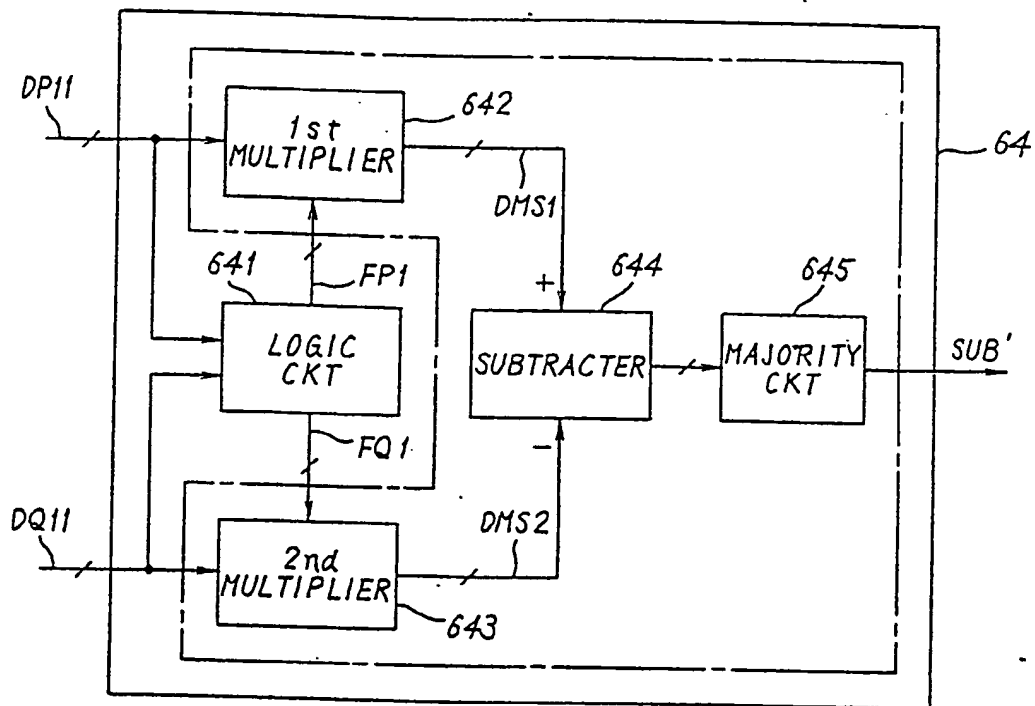 DP11
1st
MULTIPLIER
642
64
DMS1
641
FP1
+
644
645
LOGIC
CKT
SUBTRACTER
MAJORITY
CKT
SUB'
FQ1
-
DQ11
2nd
MULTIPLIER
DMS2
643